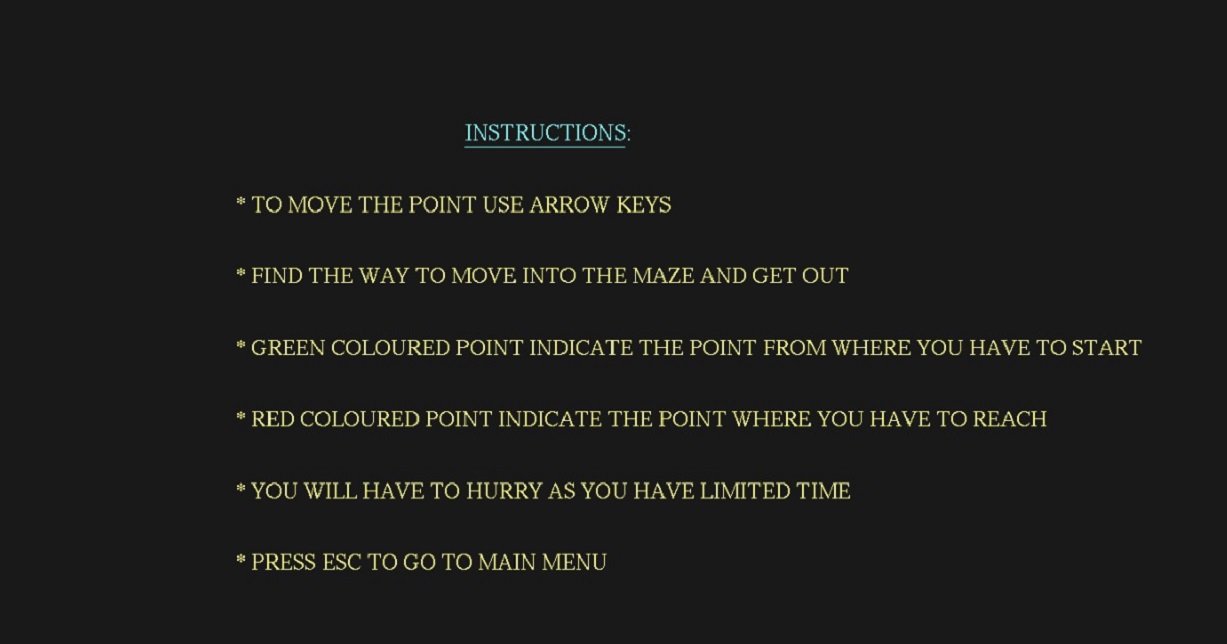 INSTRUCTIONS:
* TO MOVE THE POINT USE ARROW KEYS
* FIND THE WAY TO MOVE INTO THE MAZE AND GET OUT
* GREEN COLOURED POINT INDICATE THE POINT FROM WHERE YOU HAVE TO START
* RED COLOURED POINT INDICATE THE POINT WHERE YOU HAVE TO REACH
* YOU WILL HAVE TO HURRY AS YOU HAVE LIMITED TIME
* PRESS ESC TO GO TO MAIN MENU